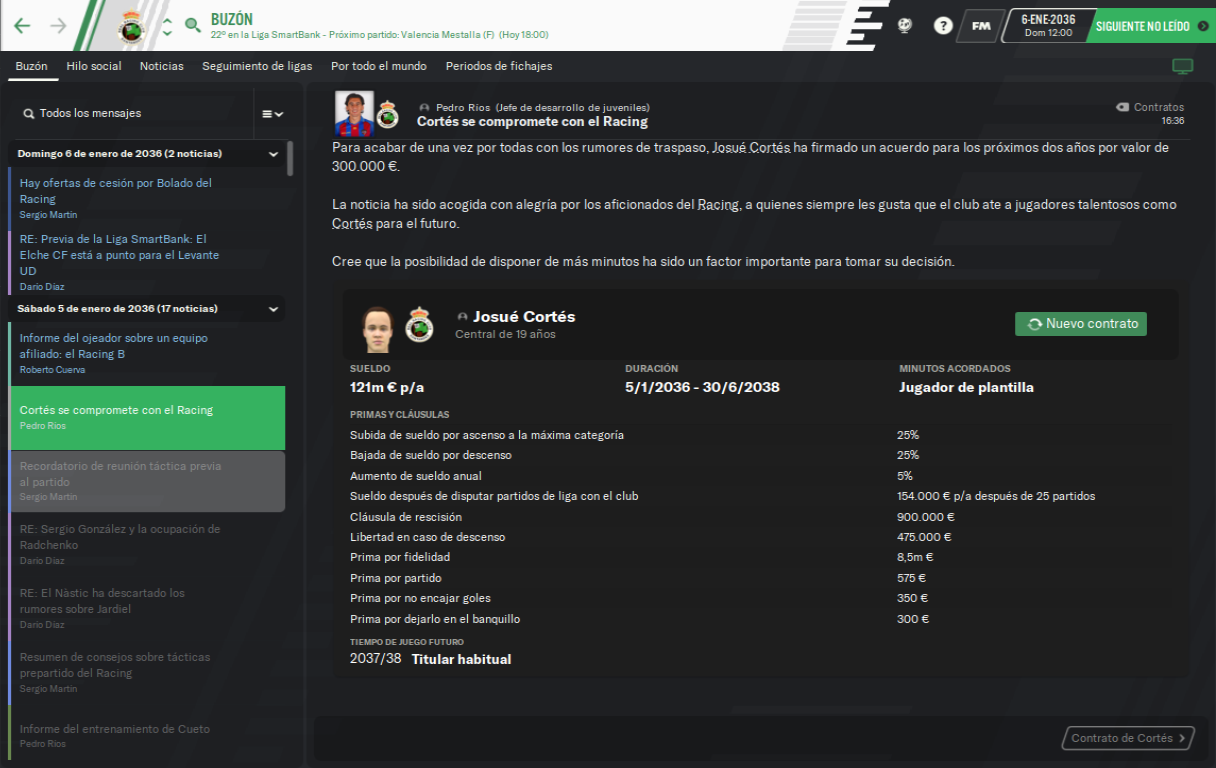 BUZÓN
22º en la Liga SmartBank - Próximo partido: Valencia Mestalla (F) (Hoy 18:00)
?
FM
6-ENE-2036
Dom 12:00
SIGUIENTE NO LEÍDO
Buzón Hilo social Noticias Seguimiento de ligas Por todo el mundo Periodos de fichajes
Todos los mensajes
Domingo 6 de enero de 2036 (2 noticias)
Hay ofertas de cesión por Bolado del
Racing
Sergio Martín
RE: Previa de la Liga SmartBank: El
Elche CF está a punto para el Levante
UD
Darío Díaz
Sábado 5 de enero de 2036 (17 noticias)
Informe del ojeador sobre un equipo
afiliado: el Racing B
Roberto Cuerva
Cortés se compromete con el Racing
Pedro Ríos
Recordatorio de reunión táctica previa
al partido
Sergio Martín
RE: Sergio González y la ocupación de
Radchenko
Darío Díaz
RE: El Nàstic ha descartado los
rumores sobre Jardiel
Darío Díaz
Resumen de consejos sobre tácticas
prepartido del Racing
Sergio Martín
Informe del entrenamiento de Cueto
Pedro Ríos
Pedro Ríos (Jefe de desarrollo de juveniles)
Cortés se compromete con el Racing
Contratos
16:36
Para acabar de una vez por todas con los rumores de traspaso, Josué Cortés ha firmado un acuerdo para los próximos dos años por valor de
300.000 €.
La noticia ha sido acogida con alegría por los aficionados del Racing, a quienes siempre les gusta que el club ate a jugadores talentosos como
Cortés para el futuro.
Cree que la posibilidad de disponer de más minutos ha sido un factor importante para tomar su decisión.
Josué Cortés
Central de 19 años
Nuevo contrato
SUELDO DURACIÓN MINUTOS ACORDADOS
121m € p/a 5/1/2036 - 30/6/2038 Jugador de plantilla
PRIMAS Y CLÁUSULAS
Subida de sueldo por ascenso a la máxima categoría 25%
Bajada de sueldo por descenso 25%
Aumento de sueldo anual 5%
Sueldo después de disputar partidos de liga con el club 154.000 € p/a después de 25 partidos
Cláusula de rescisión 900.000 €
Libertad en caso de descenso 475.000 €
Prima por fidelidad 8,5m €
Prima por partido 575 €
Prima por no encajar goles 350 €
Prima por dejarlo en el banquillo 300 €
TIEMPO DE JUEGO FUTURO
2037/38 Titular habitual
Contrato de Cortés